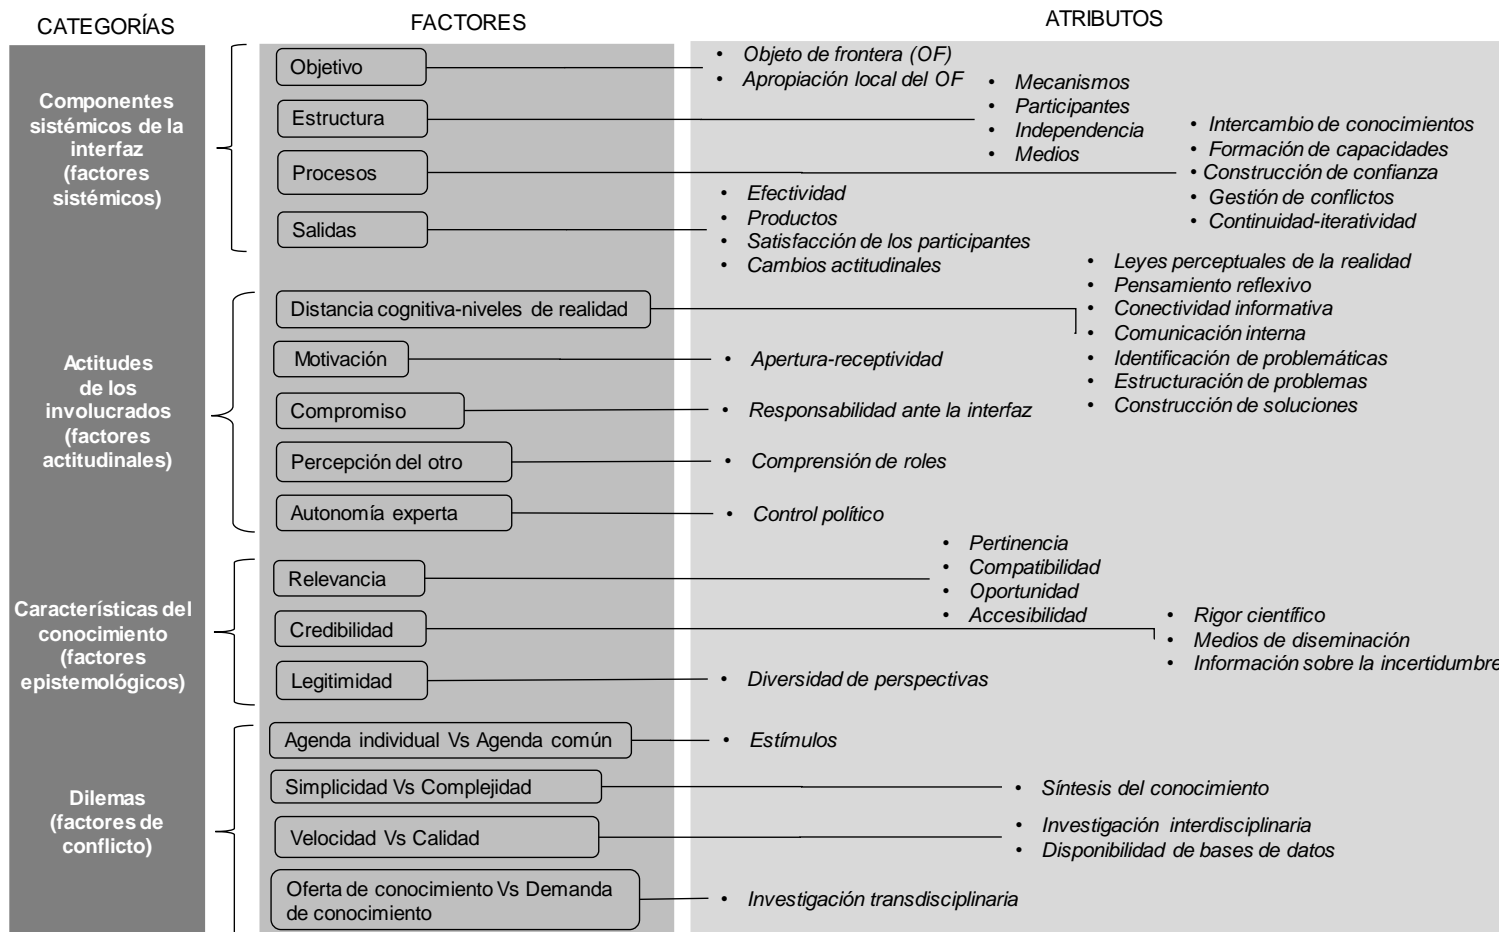 CATEGORÍAS
FACTORES
ATRIBUTOS
Componentes
sistémicos de la
interfaz
(factores
sistémicos)
Objetivo
• Objeto de frontera (OF)
• Apropiación local del OF
Estructura
• Mecanismos
• Participantes
• Independencia
• Medios
Procesos
• Intercambio de conocimientos
• Formación de capacidades
• Construcción de confianza
• Gestión de conflictos
• Continuidad-iteratividad
Salidas
• Efectividad
• Productos
• Satisfacción de los participantes
• Cambios actitudinales
Actitudes
de los
involucrados
(factores
actitudinales)
Distancia cognitiva-niveles de realidad
• Leyes perceptuales de la realidad
• Pensamiento reflexivo
• Conectividad informativa
• Comunicación interna
• Identificación de problemáticas
• Estructuración de problemas
• Construcción de soluciones
Motivación
• Apertura-receptividad
Compromiso
• Responsabilidad ante la interfaz
Percepción del otro
• Comprensión de roles
Autonomía experta
• Control político
Características del
conocimiento
(factores
epistemológicos)
Relevancia
• Pertinencia
• Compatibilidad
• Oportunidad
• Accesibilidad
Credibilidad
• Rigor científico
• Medios de diseminación
• Información sobre la incertidumbre
Legitimidad
• Diversidad de perspectivas
Dilemas
(factores de
conflicto)
Agenda individual Vs Agenda común
• Estímulos
Simplicidad Vs Complejidad
• Síntesis del conocimiento
Velocidad Vs Calidad
• Investigación interdisciplinaria
• Disponibilidad de bases de datos
Oferta de conocimiento Vs Demanda
de conocimiento
• Investigación transdisciplinaria